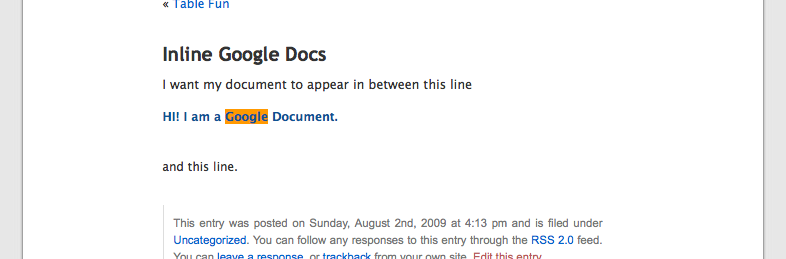 « Table Fun
Inline Google Docs
I want my document to appear in between this line
HI! I am a Google Document.
and this line.
This entry was posted on Sunday, August 2nd, 2009 at 4:13 pm and is filed under
Uncategorized. You can follow any responses to this entry through the RSS 2.0 feed.
You can leave a response, or trackback from your own site. Edit this entry.